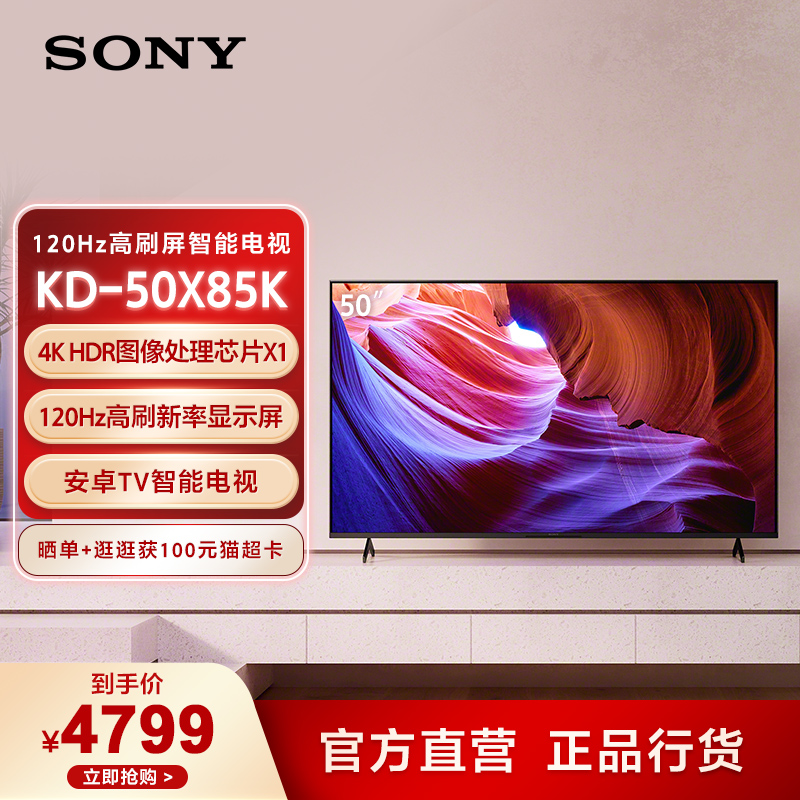 SONY
120Hz高刷屏智能电视
KD-50X85K
4K HDR图像处理芯片X1
120Hz高刷新率显示屏
安卓TV智能电视
晒单+逛逛获100元猫超卡
50"
到手价
¥4799
立即抢购 >
官方直营 正品行货